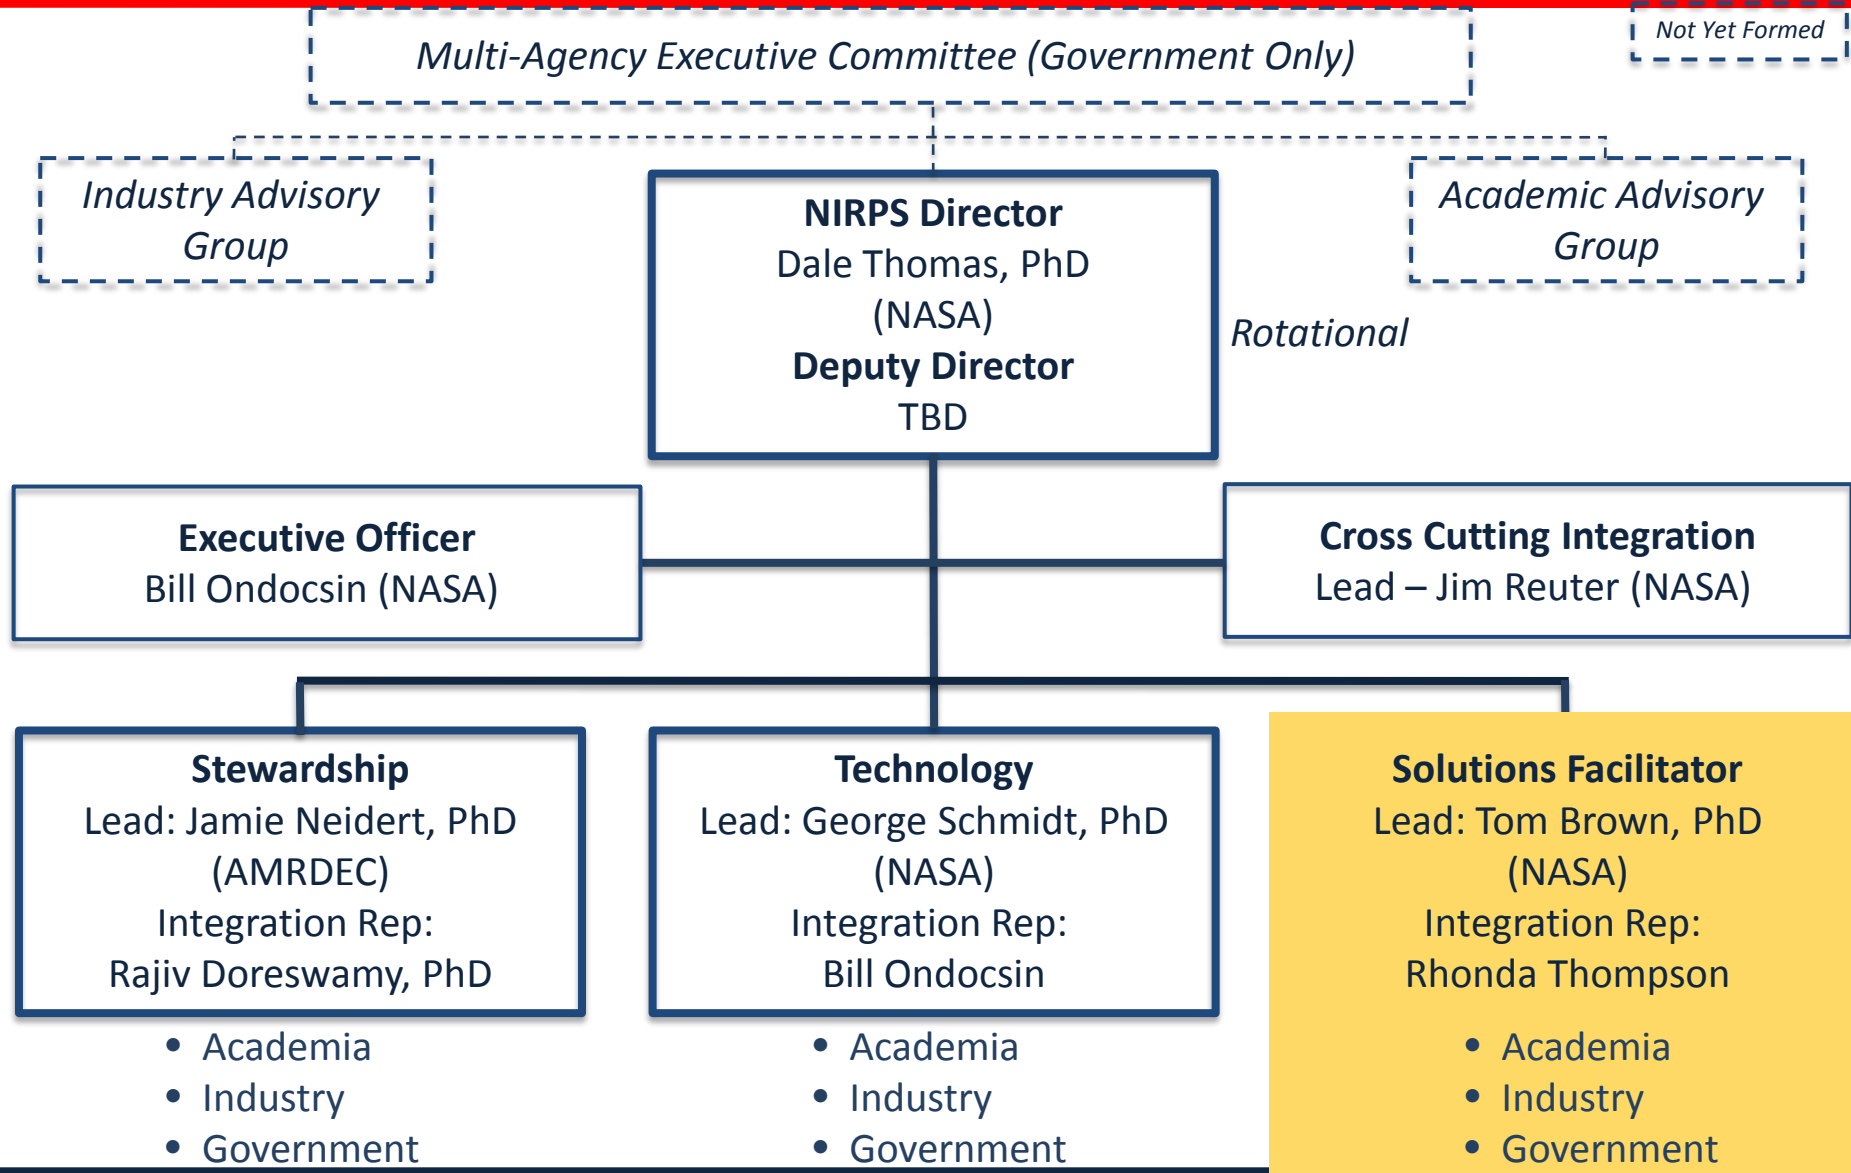 Multi-Agency Executive Committee (Government Only)
Not Yet Formed
Industry Advisory
Group
NIRPS Director
Dale Thomas, PhD
(NASA)
Deputy Director
TBD
Academic Advisory
Group
Rotational
Executive Officer
Bill Ondocsin (NASA)
Cross Cutting Integration
Lead – Jim Reuter (NASA)
Stewardship
Lead: Jamie Neidert, PhD
(AMRDEC)
Integration Rep:
Rajiv Doreswamy, PhD
• Academia
• Industry
• Government
Technology
Lead: George Schmidt, PhD
(NASA)
Integration Rep:
Bill Ondocsin
• Academia
• Industry
• Government
Solutions Facilitator
Lead: Tom Brown, PhD
(NASA)
Integration Rep:
Rhonda Thompson
• Academia
• Industry
• Government